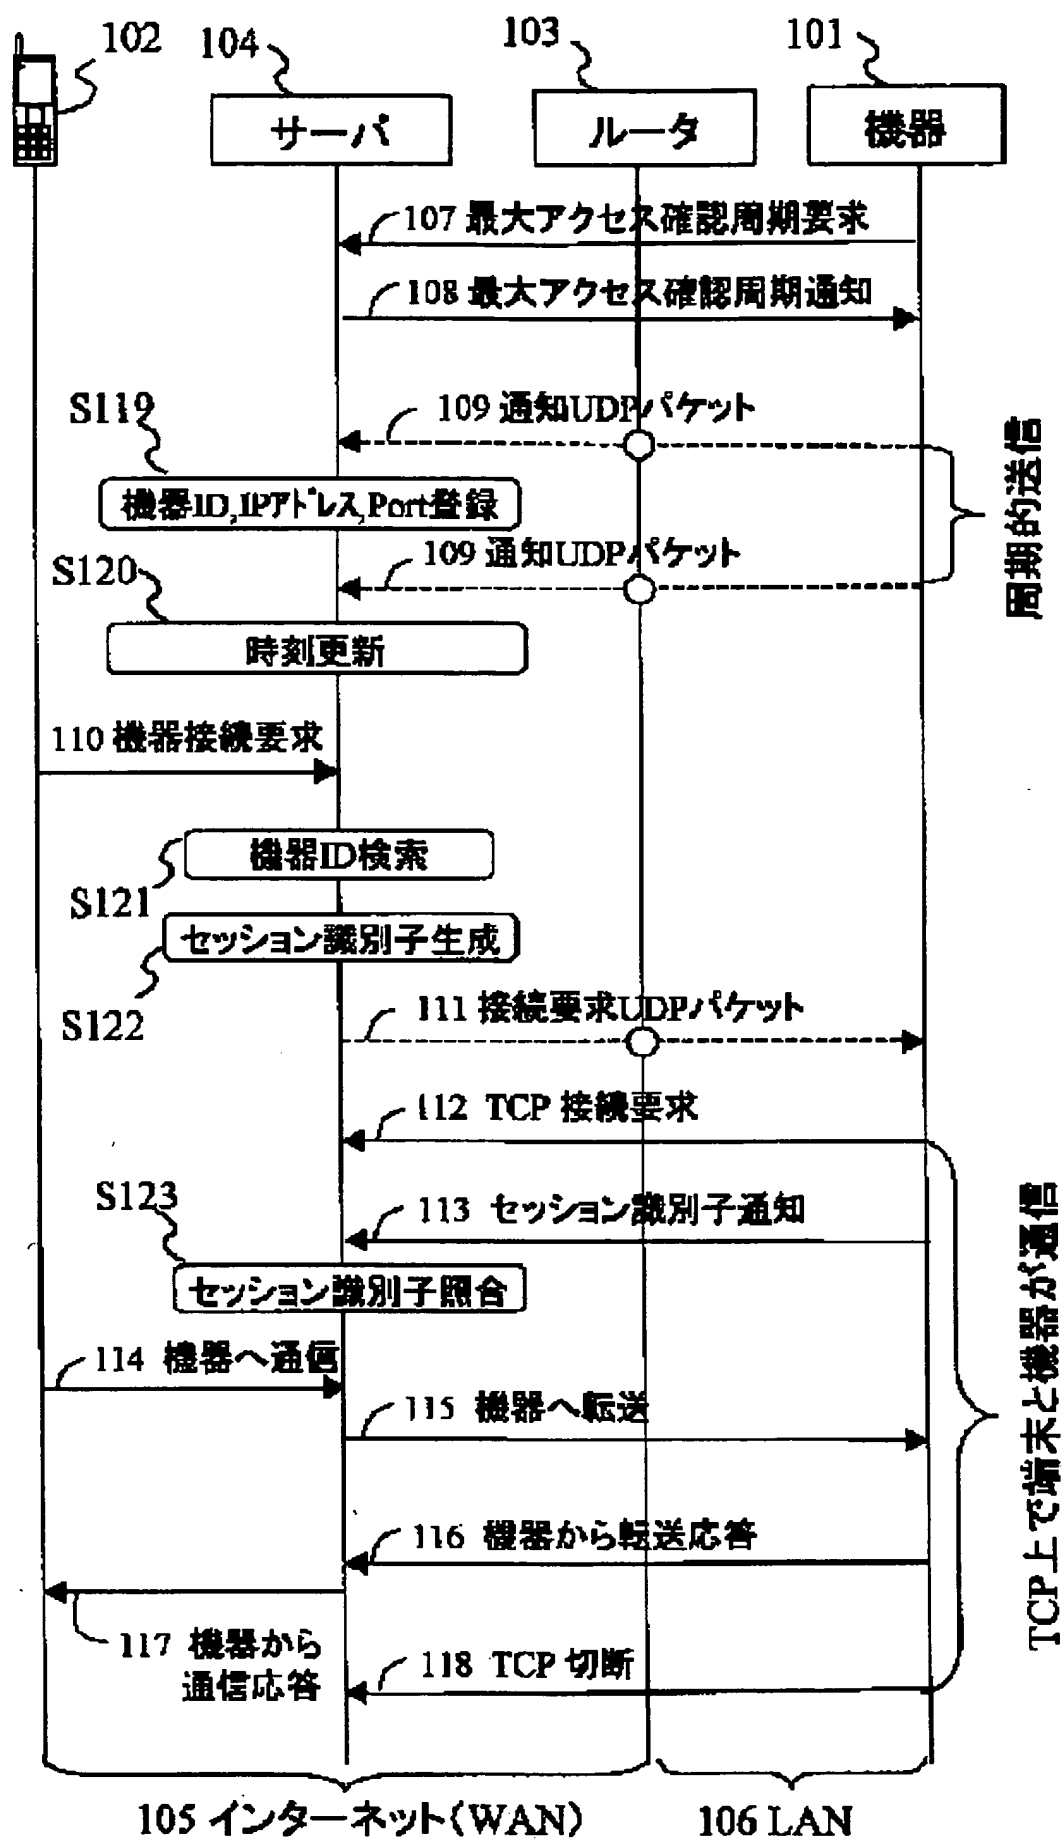 102
104
103
101
サーバ
ルータ
機器
107 最大アクセス確認周期要求
108 最大アクセス確認周期通知
S119
109 通知UDPパケット
機器ID,IPアドレス,Port登録
周期的送信
S120
109 通知UDPパケット
時刻更新
110 機器接続要求
機器ID検索
S121
セッション識別子生成
S122
111 接続要求UDPパケット
112 TCP 接続要求
S123
113 セッション識別子通知
セッション識別子照合
TCP上で端末と機器が通信
114 機器へ通信
115 機器へ転送
116 機器から転送応答
117 機器から
通信応答
118 TCP 切断
105 インターネット(WAN)
106 LAN